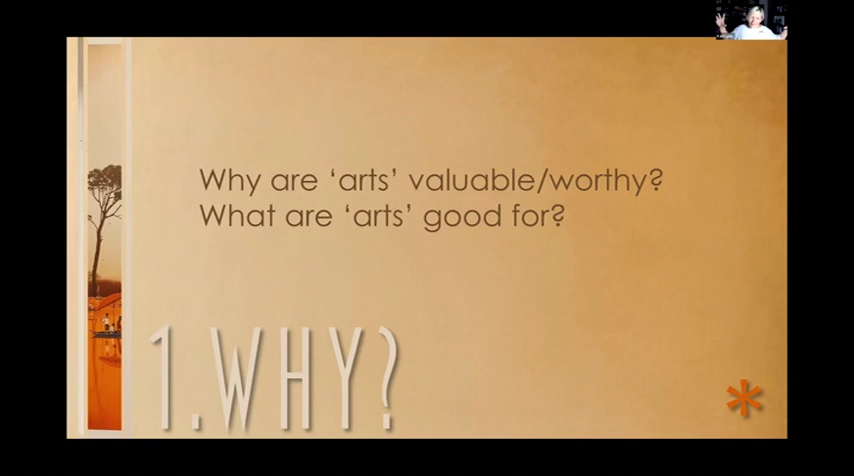 Why are ‘arts’ valuable/worthy?
What are ‘arts’ good for?
1.WHY?
*